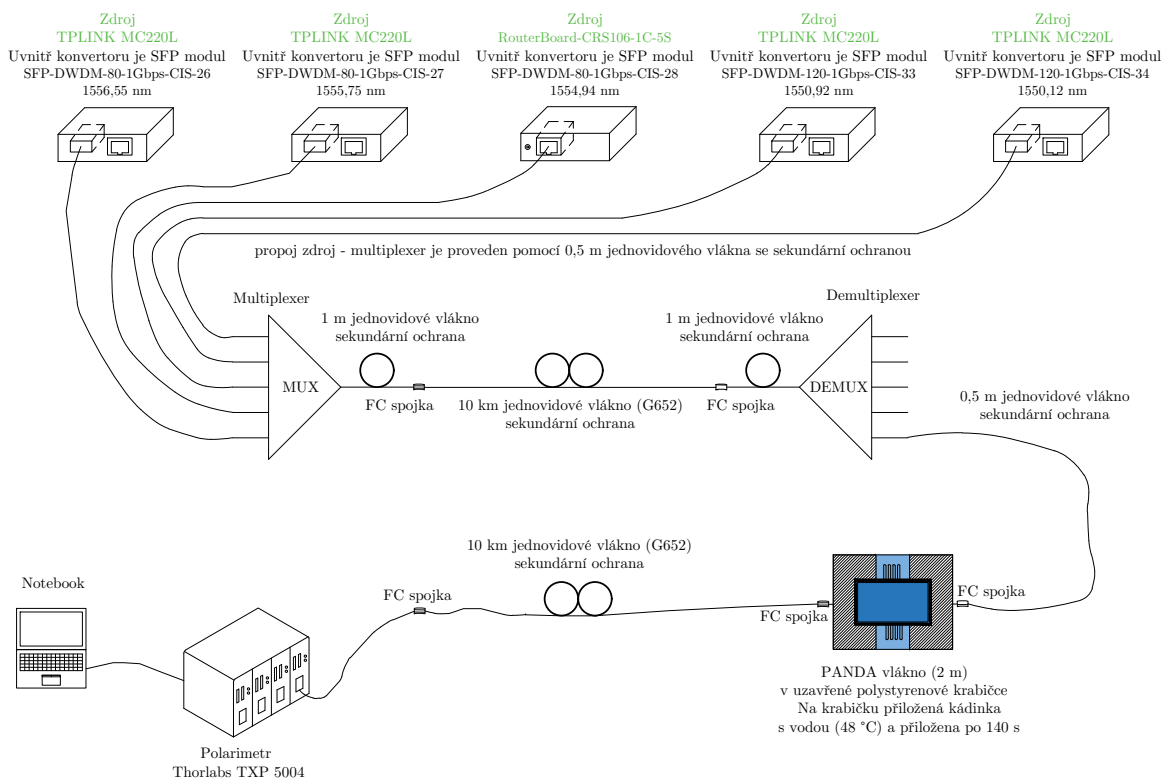 Zdroj
TPLINK MC220L
Uvnitř konvertoru je SFP modul
SFP-DWDM-80-1Gbps-CIS-26
1556,55 nm
Zdroj
TPLINK MC220L
Uvnitř konvertoru je SFP modul
SFP-DWDM-80-1Gbps-CIS-27
1555,75 nm
Zdroj
RouterBoard-CRS106-1C-5S
Uvnitř konvertoru je SFP modul
SFP-DWDM-80-1Gbps-CIS-28
1554,94 nm
Zdroj
TPLINK MC220L
Uvnitř konvertoru je SFP modul
SFP-DWDM-120-1Gbps-CIS-33
1550,92 nm
Zdroj
TPLINK MC220L
Uvnitř konvertoru je SFP modul
SFP-DWDM-120-1Gbps-CIS-34
1550,12 nm
propoj zdroj - multiplexer je proveden pomocí 0,5 m jednovidového vlákna se sekundární ochranou
Multiplexer
Demultiplexer
1 m jednovidové vlákno
sekundární ochrana
1 m jednovidové vlákno
sekundární ochrana
MUX
DEMUX
FC spojka
10 km jednovidové vlákno (G652)
sekundární ochrana
FC spojka
0,5 m jednovidové vlákno
sekundární ochrana
10 km jednovidové vlákno (G652)
sekundární ochrana
Notebook
FC spojka
FC spojka
FC spojka
PANDA vlákno (2 m)
v uzavřené polystyrenové krabičce
Na krabičku přiložená kádinka
s vodou (48 °C) a přiložena po 140 s
Polarimetr
Thorlabs TXP 5004